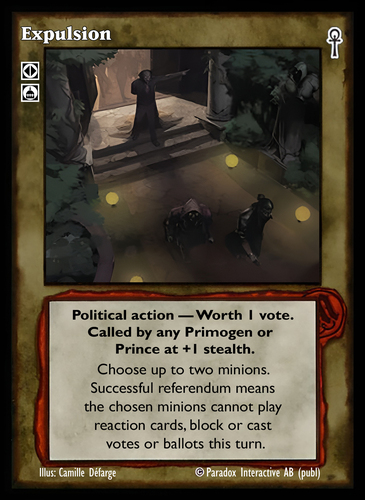 Expulsion
Political action — Worth 1 vote.
Called by any Primogen or
Prince at +1 stealth.
Choose up to two minions.
Successful referendum means
the chosen minions cannot play
reaction cards, block or cast
votes or ballots this turn.
Illus: Camille Défarge © Paradox Interactive AB (publ)